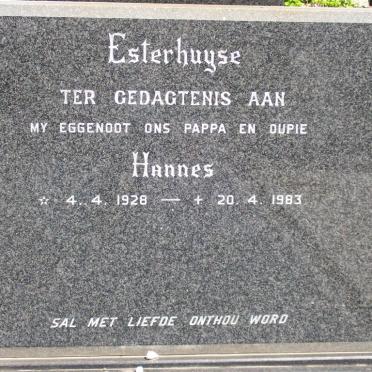 Esterhuyse
TER GEDAGTENIS AAN
MY EGGENOOT ONS PAPPA EN OUPIE
Hannes
☆ 4. 4. 1928 — + 20. 4. 1983
SAL MET LIEFDE ONTHOU WORD